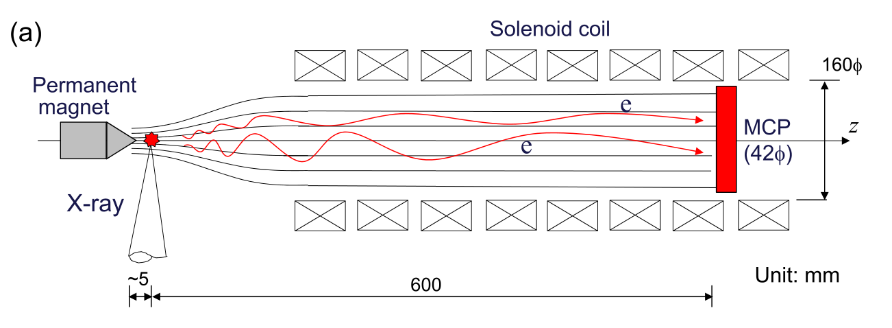 (a)
Solenoid coil
Permanent
magnet
160ϕ
e
e
MCP
(42ϕ)
z
X-ray
~5
600
Unit: mm